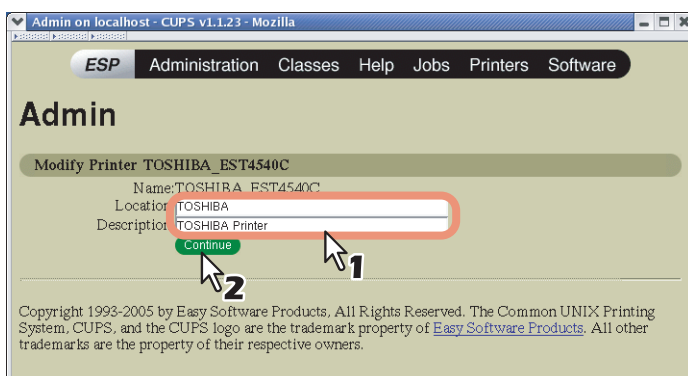 Admin on localhost - CUPS v1.1.23 - Mozilla
ESP Administration Classes Help Jobs Printers Software
Admin
Modify Printer TOSHIBA_EST4540C
Name:TOSHIBA_EST4540C
Location TOSHIBA
Description TOSHIBA Printer
Continue
1
2
Copyright 1993-2005 by Easy Software Products, All Rights Reserved. The Common UNIX Printing
System, CUPS, and the CUPS logo are the trademark property of Easy Software Products. All other
trademarks are the property of their respective owners.